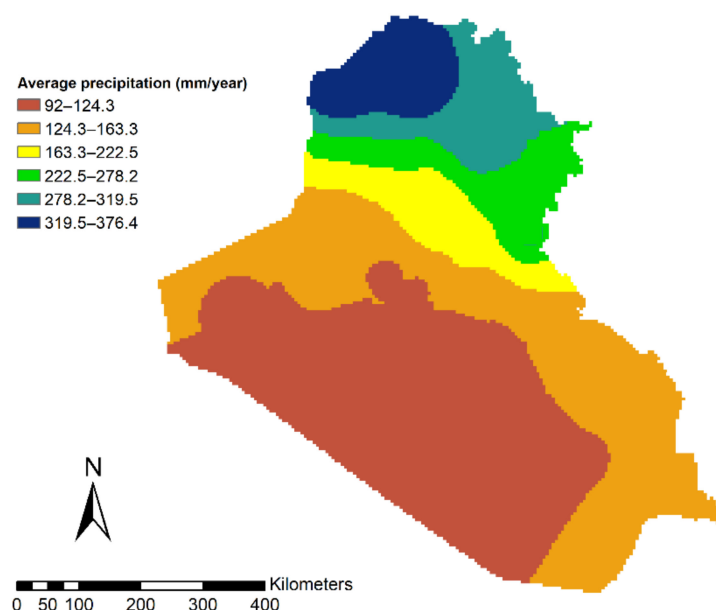 Average precipitation (mm/year)
92–124.3
124.3–163.3
163.3–222.5
222.5–278.2
278.2–319.5
319.5–376.4
N
Kilometers
0 50 100 200 300 400